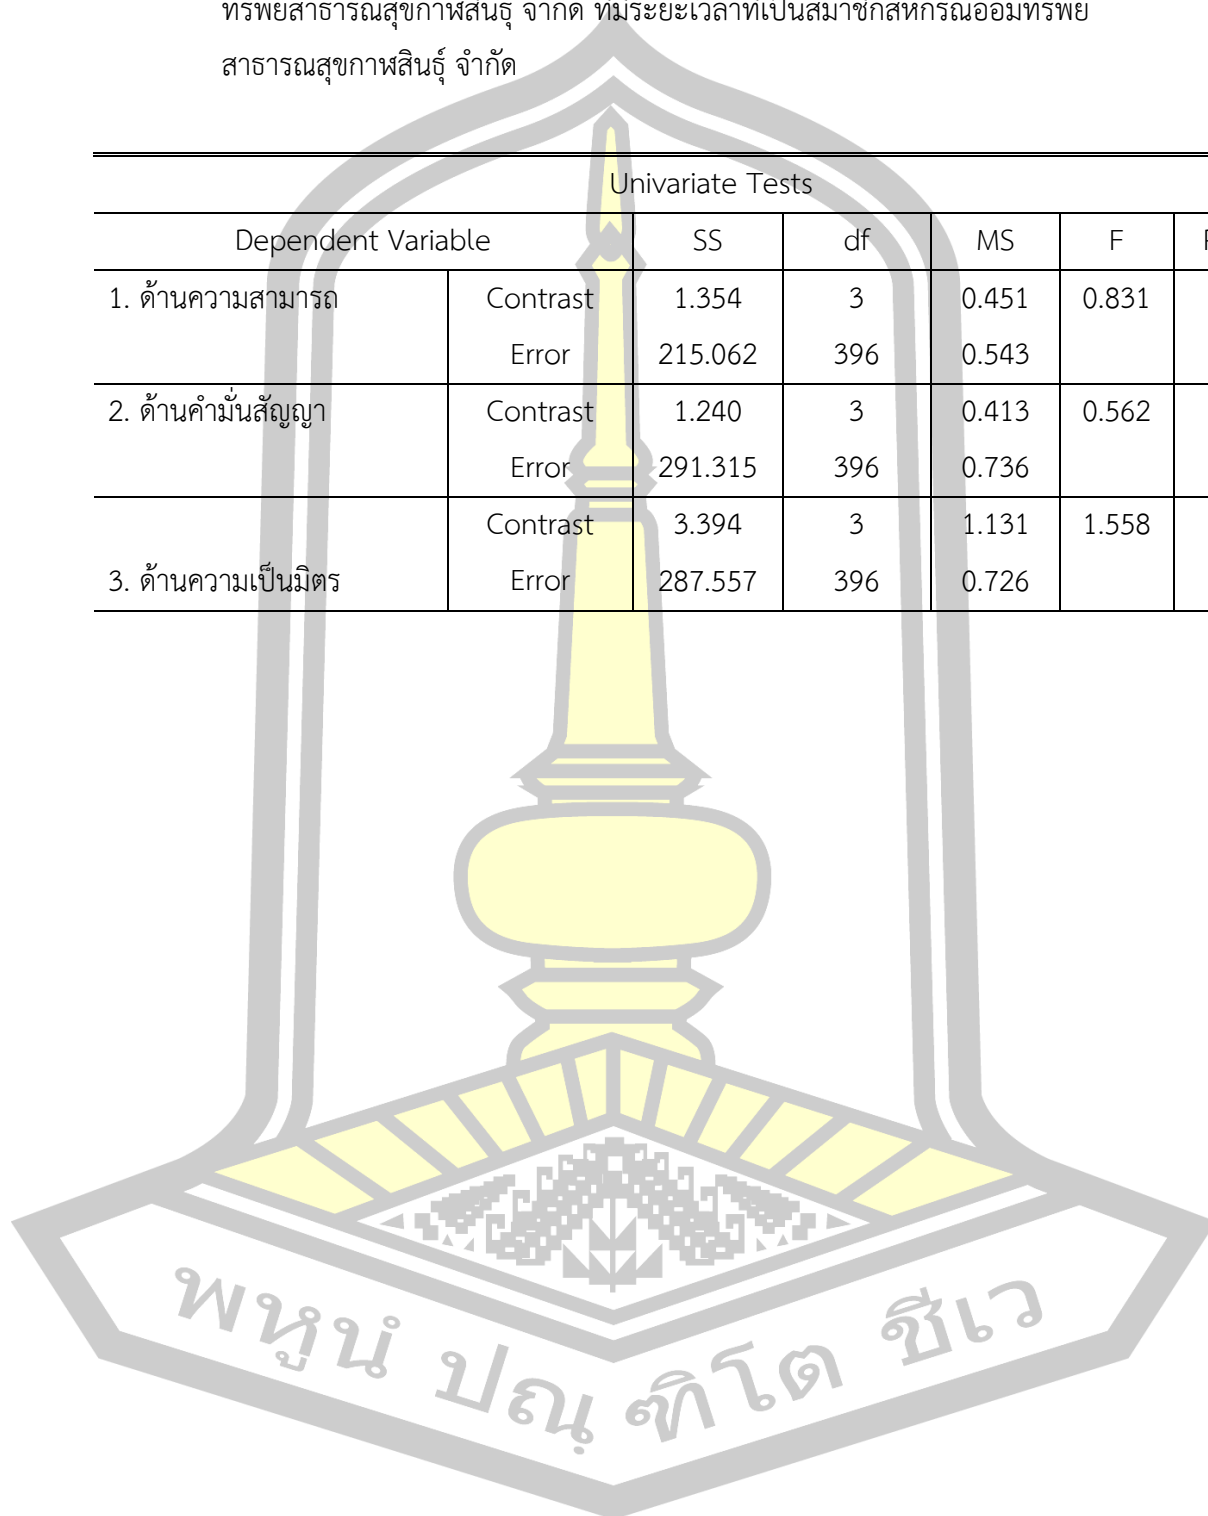 ทรัพย์สาธารณสุขกาฬสินธุ์ จำกัด ที่มีระยะเวลาที่เป็นสมาชิกสหกรณ์ออมทรัพย์
สาธารณสุขกาฬสินธุ์ จำกัด
Univariate Tests
Dependent Variable SS df MS F
1. ด้านความสามารถ Contrast 1.354 3 0.451 0.831
Error 215.062 396 0.543
2. ด้านคำมั่นสัญญา Contrast 1.240 3 0.413 0.562
Error 291.315 396 0.736
Contrast 3.394 3 1.131 1.558
3. ด้านความเป็นมิตร Error 287.557 396 0.726
พหูนํ ปณฺฑิโต ชีเว